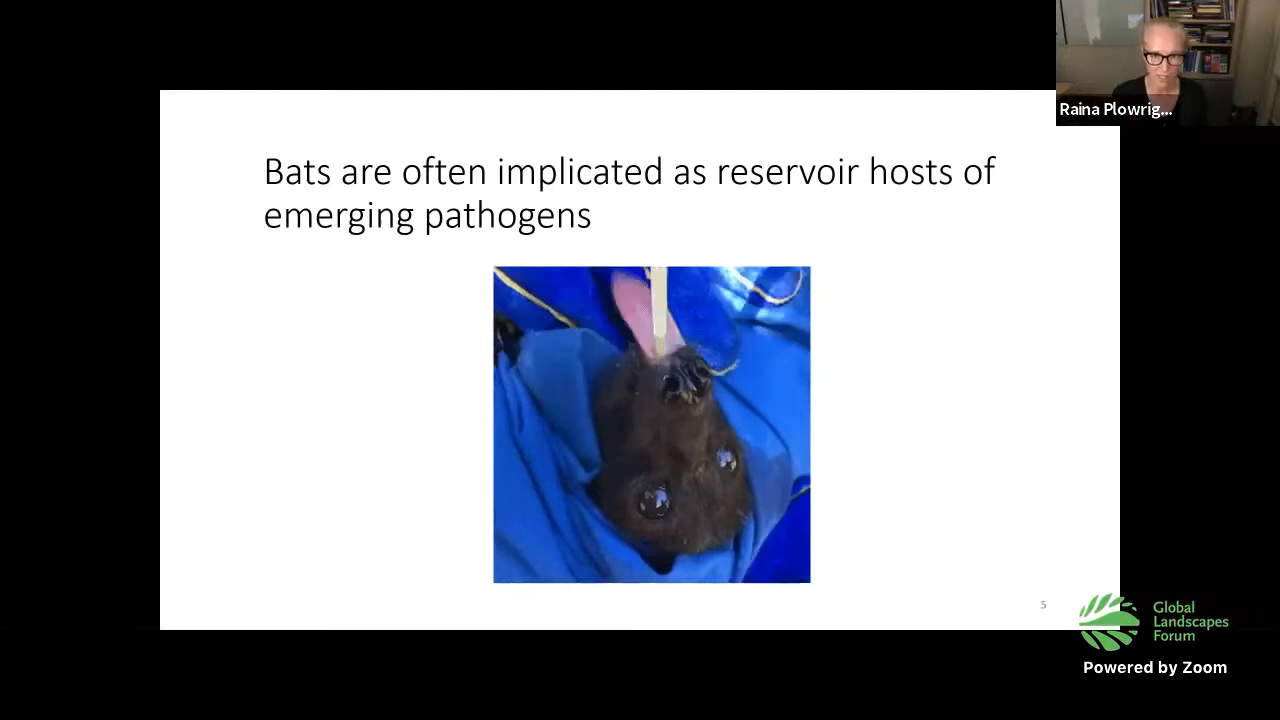 Raina Plowrig...
Bats are often implicated as reservoir hosts of
emerging pathogens
5
Global
Landscapes
Forum
Powered by Zoom